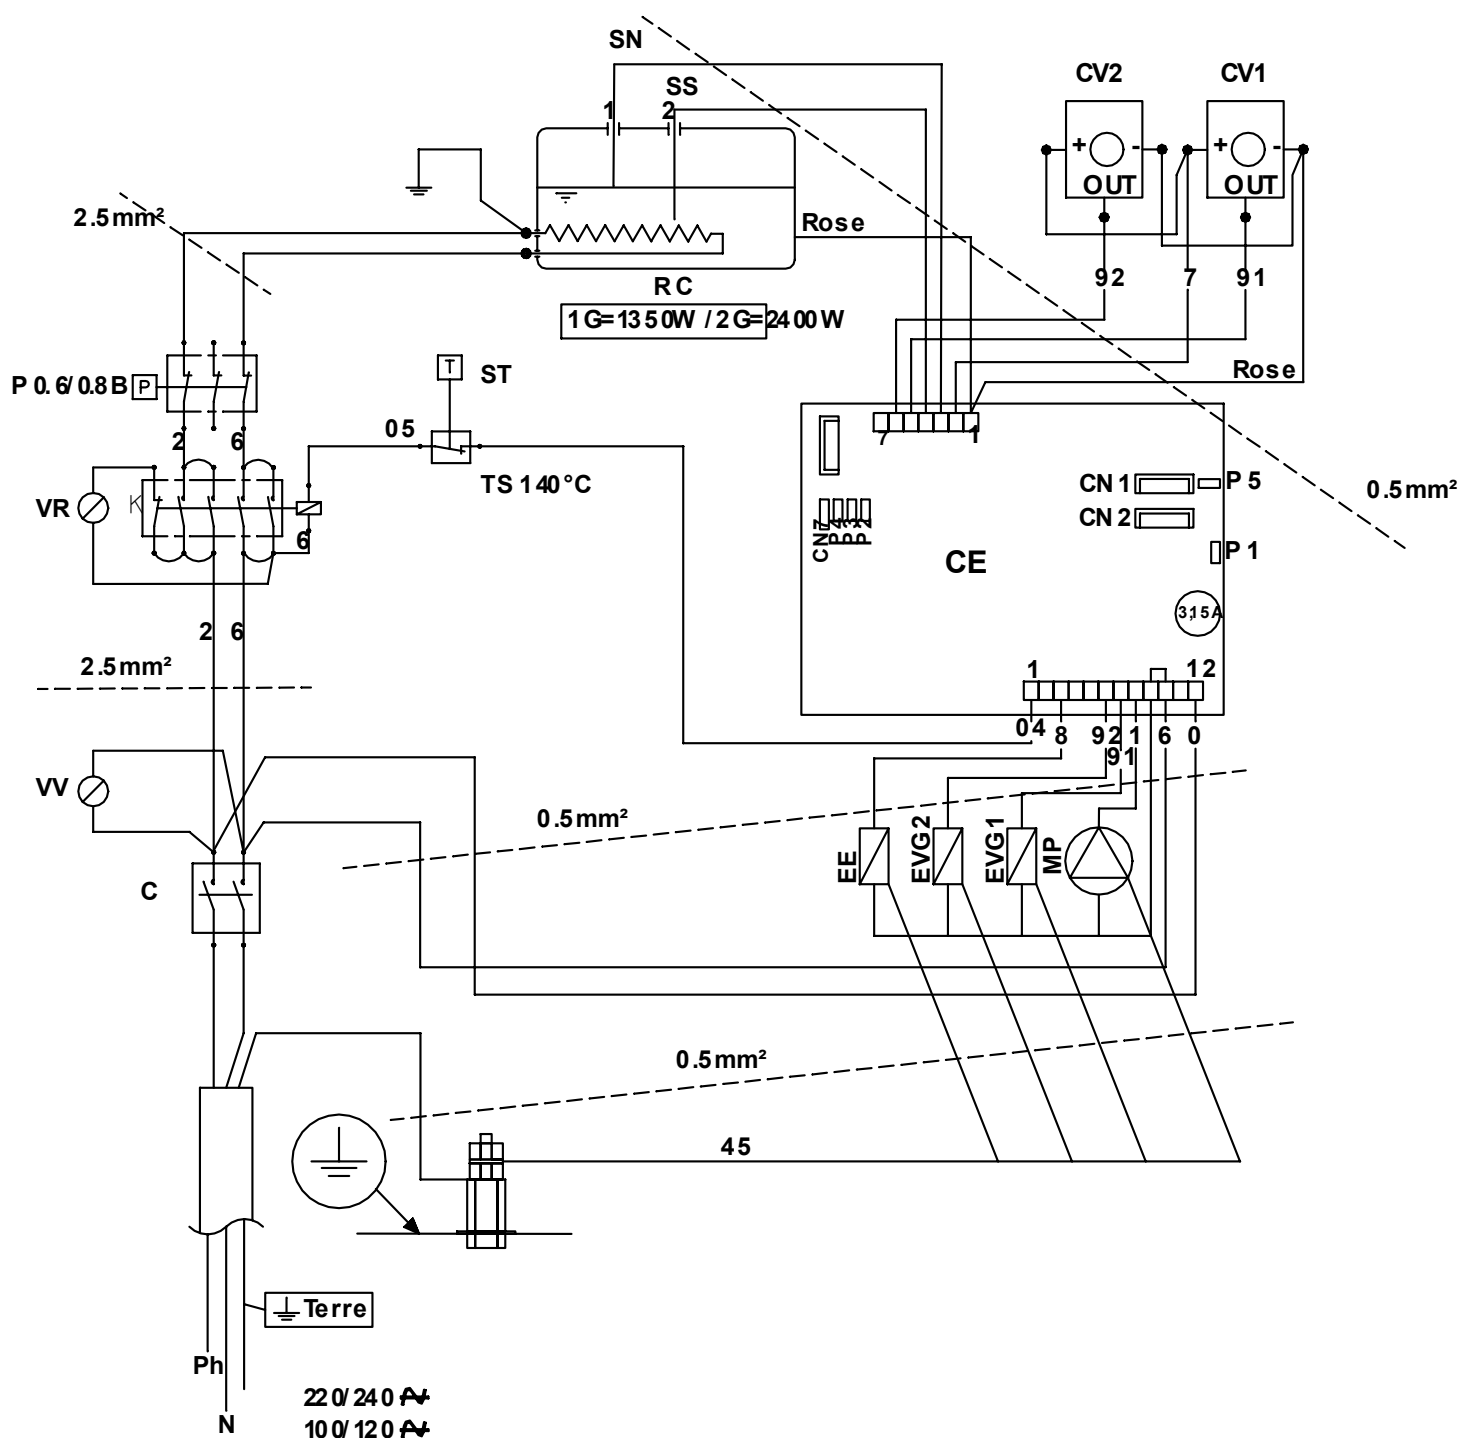 SN
CV2 CV1
SS
1 2
+ - + -
OUT OUT
2.5mm²
Rose
92 7 91
RC
1G=1350W / 2G=2400W
T ST
Rose
P 0.6/0.8B P
05
2 6
7 1
TS 140°C
CN1 P5
0.5mm²
VR K
CN2
6
CN7 P4 P3 P2
CE
P1
3,15A
2 6
2.5mm²
1 12
04 8 92 1 6 0
91
VV
0.5mm²
EE EVG2 EVG1 MP
C
0.5mm²
45
Terre
Ph
220/240
N
100/120